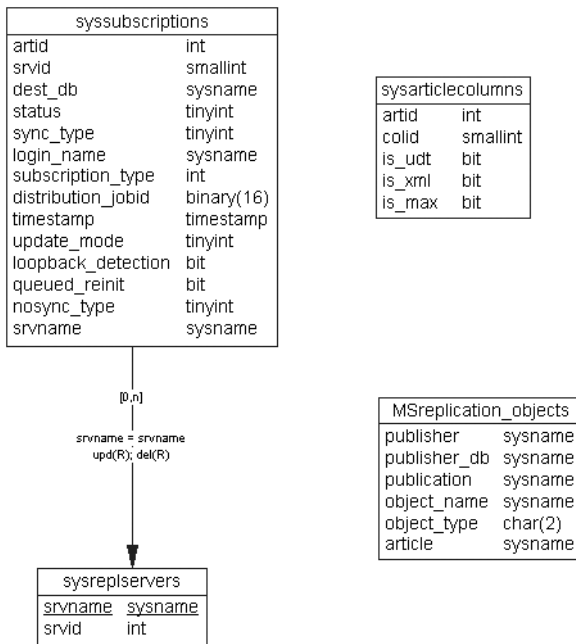 syssubscriptions
artid int
srvid smallint
dest_db sysname
status tinyint
sync_type tinyint
login_name sysname
subscription_type int
distribution_jobid binary(16)
timestamp timestamp
update_mode tinyint
loopback_detection bit
queued_reinit bit
nosync_type tinyint
srvname sysname
sysarticlecolumns
artid int
colid smallint
is_udt bit
is_xml bit
is_max bit
[0,n]
srvname = srvname
upd(R); del(R)
MSreplication_objects
publisher sysname
publisher_db sysname
publication sysname
object_name sysname
object_type char(2)
article sysname
sysreplservers
srvname sysname
srvid int